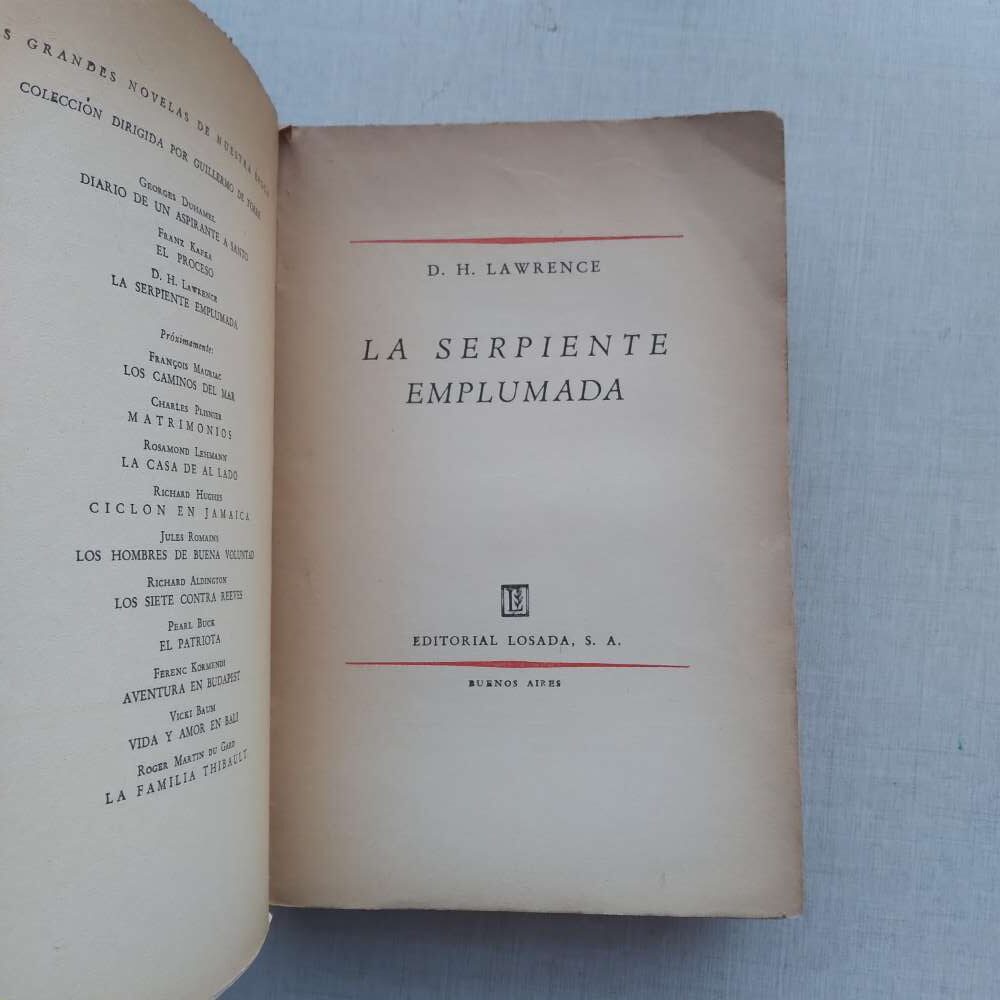 S GRANDES NOVELAS DE NUESTRA EPOCA
COLECCIÓN DIRIGIDA POR GUILLERMO DE TORRE
GEORGES DUHAMEL
DIARIO DE UN ASPIRANTE A SANTO
FRANZ KAFKA
EL PROCESO
D. H. LAWRENCE
LA SERPIENTE EMPLUMADA
Próximamente:
FRANÇOIS MAURIAC
LOS CAMINOS DEL MAR
CHARLES PLISNIER
MATRIMONIOS
ROSAMOND LEHMANN
LA CASA DE AL LADO
RICHARD HUGHES
CICLON EN JAMAICA
JULES ROMAINS
LOS HOMBRES DE BUENA VOLUNTAD
RICHARD ALDINGTON
LOS SIETE CONTRA REEVES
PEARL BUCK
EL PATRIOTA
FERENC KORMENDI
AVENTURA EN BUDAPEST
VICKI BAUM
VIDA Y AMOR EN BALI
ROGER MARTIN DU GARD
LA FAMILIA THIBAULT
D. H. LAWRENCE
LA SERPIENTE
EMPLUMADA
EDITORIAL LOSADA, S. A.
BUENOS AIRES